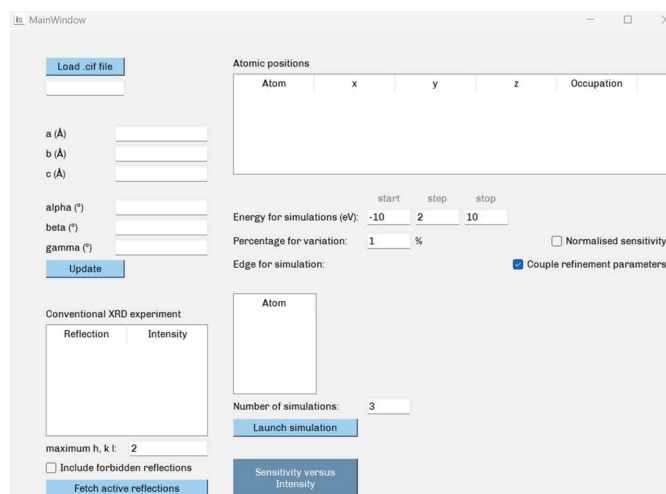 is MainWindow
Load .cif file
a (Å)
b (Å)
c (Å)
alpha (º)
beta (º)
gamma (º)
Update
Conventional XRD experiment
Reflection Intensity
maximum h, k l: 2
Include forbidden reflections
Fetch active reflections
Atomic positions
Atom x y z Occupation
start step stop
Energy for simulations (eV): -10 2 10
Percentage for variation: 1 %
Normalised sensitivity
Edge for simulation:
Couple refinement parameters
Atom
Number of simulations: 3
Launch simulation
Sensitivity versus
Intensity